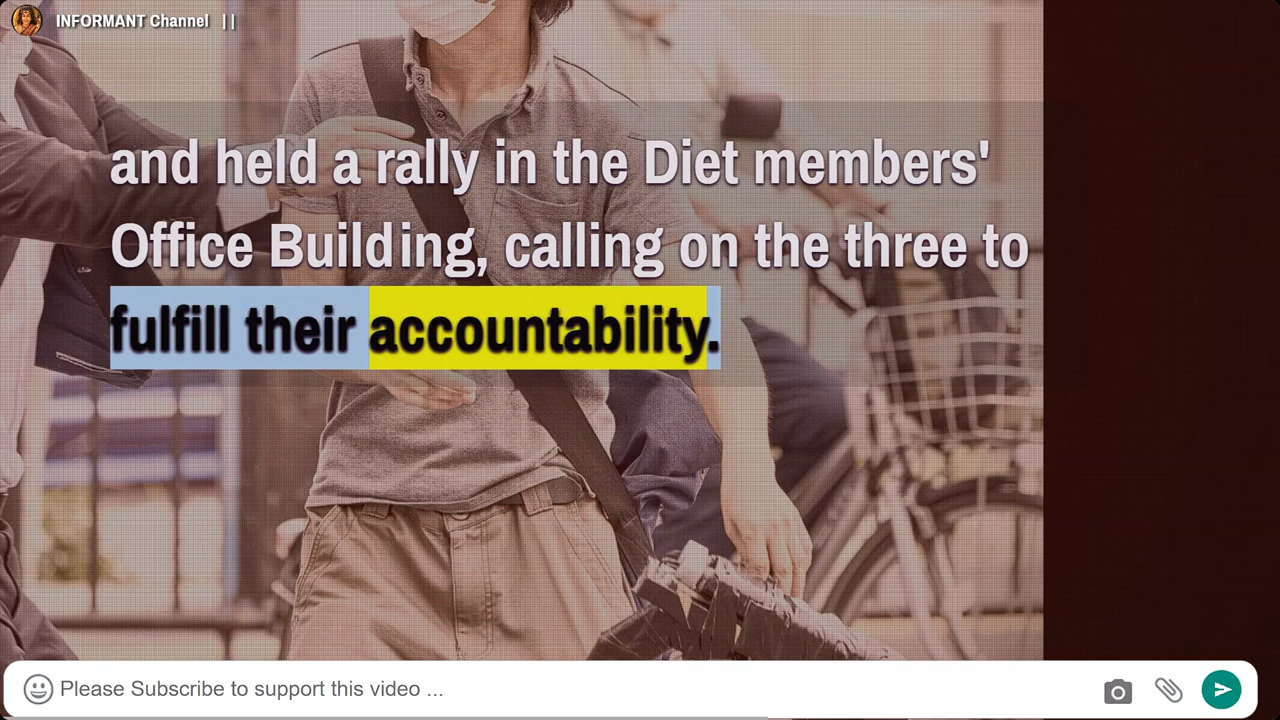 INFORMANT Channel ||
and held a rally in the Diet members'
Office Building, calling on the three to
fulfill their accountability.
Please Subscribe to support this video ...